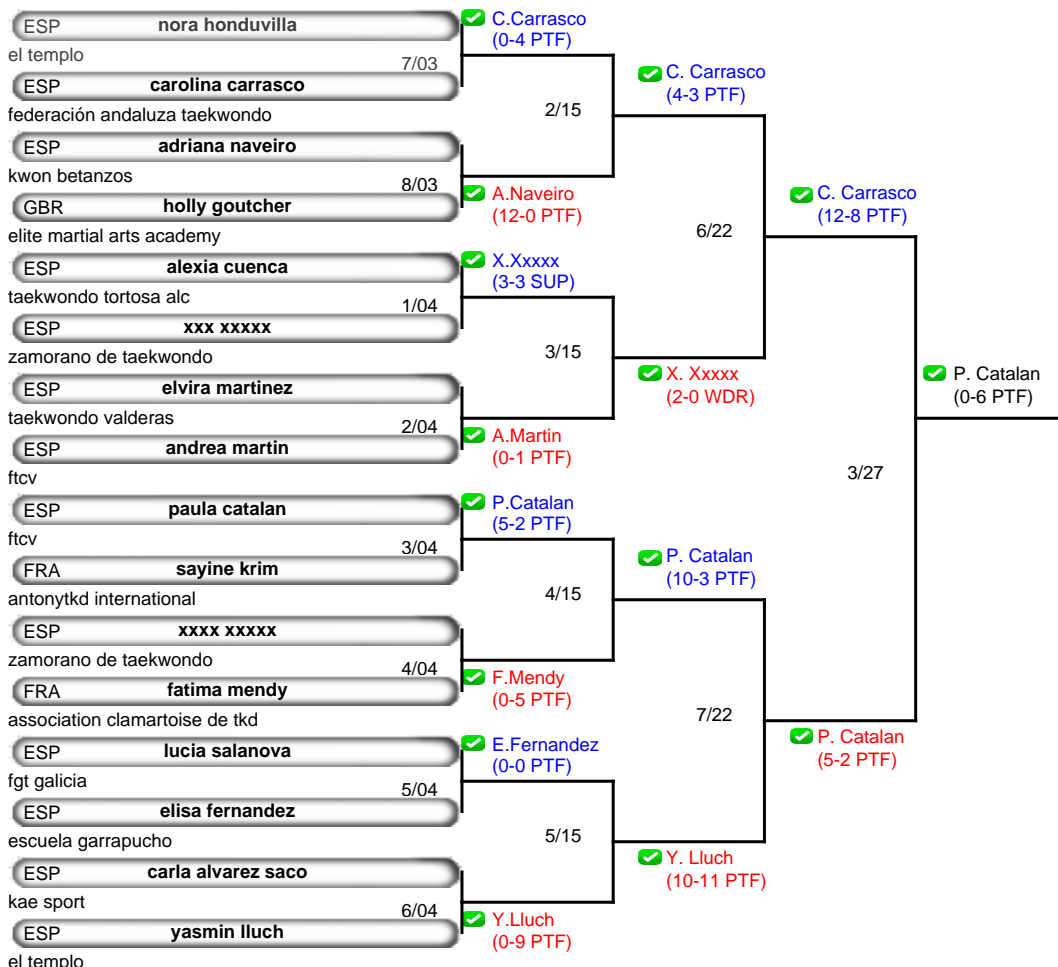 ESP nora honduvilla
el templo
7/03
ESP carolina carrasco
federación andaluza taekwondo
ESP adriana naveiro
kwon betanzos
8/03
GBR holly goutcher
elite martial arts academy
ESP alexia cuenca
taekwondo tortosa alc
1/04
ESP xxx xxxxx
zamorano de taekwondo
ESP elvira martinez
taekwondo valderas
2/04
ESP andrea martin
ftcv
ESP paula catalan
ftcv
3/04
FRA sayine krim
antonytkd international
ESP xxxx xxxxx
zamorano de taekwondo
4/04
FRA fatima mendy
association clamartoise de tkd
ESP lucia salanova
fgt galicia
5/04
ESP elisa fernandez
escuela garrapucho
ESP carla alvarez saco
kae sport
6/04
ESP yasmin lluch
el templo
C.Carrasco
(0-4 PTF)
2/15
A.Naveiro
(12-0 PTF)
X.Xxxxx
(3-3 SUP)
3/15
A.Martin
(0-1 PTF)
P.Catalan
(5-2 PTF)
4/15
F.Mendy
(0-5 PTF)
E.Fernandez
(0-0 PTF)
5/15
Y.Lluch
(0-9 PTF)
C. Carrasco
(4-3 PTF)
6/22
X. Xxxxx
(2-0 WDR)
P. Catalan
(10-3 PTF)
7/22
Y. Lluch
(10-11 PTF)
C. Carrasco
(12-8 PTF)
3/27
P. Catalan
(5-2 PTF)
P. Catalan
(0-6 PTF)